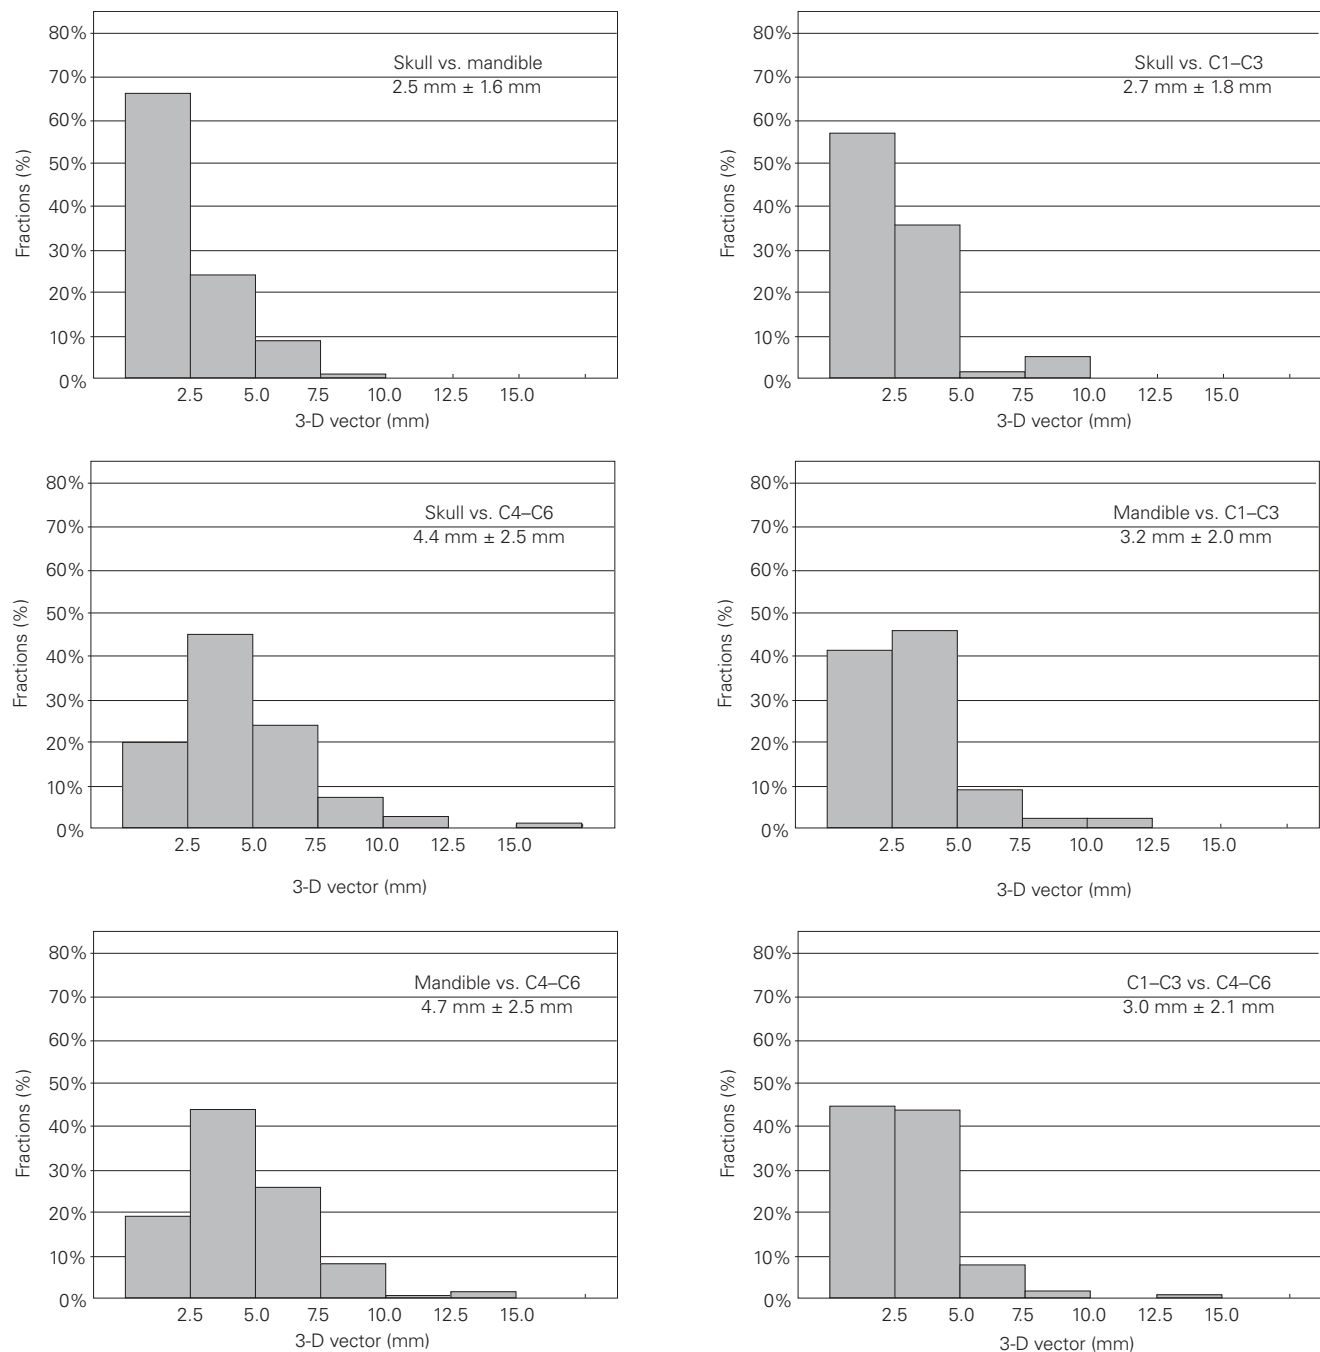 Skull vs. mandible
2.5 mm ± 1.6 mm
Fractions (%)
80%
70%
60%
50%
40%
30%
20%
10%
0%
2.5 5.0 7.5 10.0 12.5 15.0
3-D vector (mm)
Skull vs. C1–C3
2.7 mm ± 1.8 mm
Fractions (%)
80%
70%
60%
50%
40%
30%
20%
10%
0%
2.5 5.0 7.5 10.0 12.5 15.0
3-D vector (mm)
Skull vs. C4–C6
4.4 mm ± 2.5 mm
Fractions (%)
80%
70%
60%
50%
40%
30%
20%
10%
0%
2.5 5.0 7.5 10.0 12.5 15.0
3-D vector (mm)
Mandible vs. C1–C3
3.2 mm ± 2.0 mm
Fractions (%)
80%
70%
60%
50%
40%
30%
20%
10%
0%
2.5 5.0 7.5 10.0 12.5 15.0
3-D vector (mm)
Mandible vs. C4–C6
4.7 mm ± 2.5 mm
Fractions (%)
80%
70%
60%
50%
40%
30%
20%
10%
0%
2.5 5.0 7.5 10.0 12.5 15.0
3-D vector (mm)
C1–C3 vs. C4–C6
3.0 mm ± 2.1 mm
Fractions (%)
80%
70%
60%
50%
40%
30%
20%
10%
0%
2.5 5.0 7.5 10.0 12.5 15.0
3-D vector (mm)